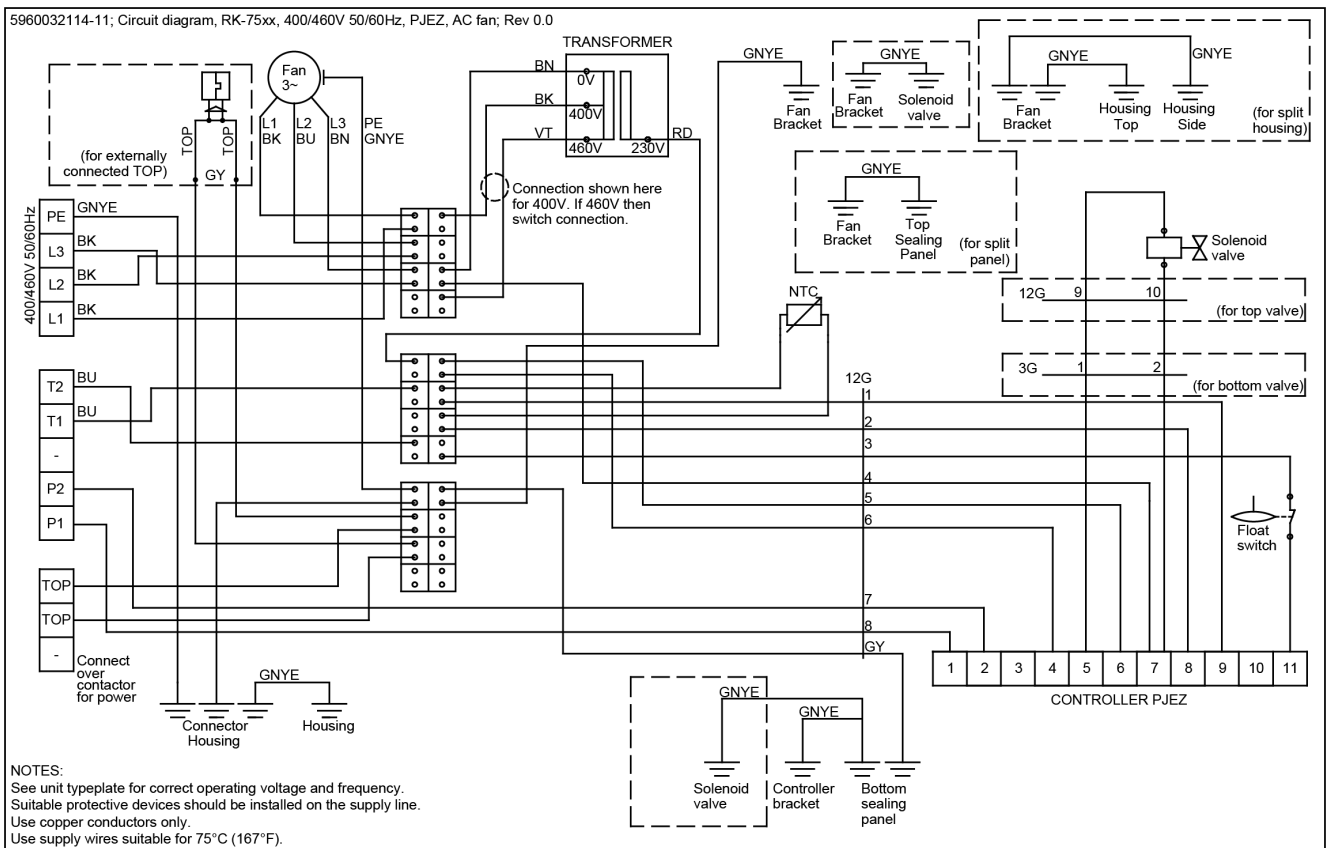 5960032114-11; Circuit diagram, RK-75xx, 400/460V 50/60Hz, PJEZ, AC fan; Rev 0.0
TOP
TOP
GY
(for externally
connected TOP)
Fan
3~
L1
BK
L2
BU
L3
BN
PE
GNYE
TRANSFORMER
BN
0V
BK
400V
VT
460V
230V
RD
Connection shown here
for 400V. If 460V then
switch connection.
GNYE
Fan
Bracket
GNYE
Fan
Bracket
Solenoid
valve
GNYE
GNYE
Fan
Bracket
Housing
Top
Housing
Side
(for split
housing)
GNYE
Fan
Bracket
Top
Sealing
Panel
(for split
panel)
Solenoid
valve
12G
9
10
(for top valve)
3G
1
2
(for bottom valve)
400/460V 50/60Hz
PE
GNYE
L3
BK
L2
BK
L1
BK
T2
BU
T1
BU
-
P2
P1
TOP
TOP
-
Connect
over
contactor
for power
NTC
12G
1
2
3
4
5
6
7
8
GY
Float
switch
1
2
3
4
5
6
7
8
9
10
11
CONTROLLER PJEZ
GNYE
Connector
Housing
Housing
GNYE
GNYE
Solenoid
valve
Controller
bracket
Bottom
sealing
panel
NOTES:
See unit typeplate for correct operating voltage and frequency.
Suitable protective devices should be installed on the supply line.
Use copper conductors only.
Use supply wires suitable for 75°C (167°F).